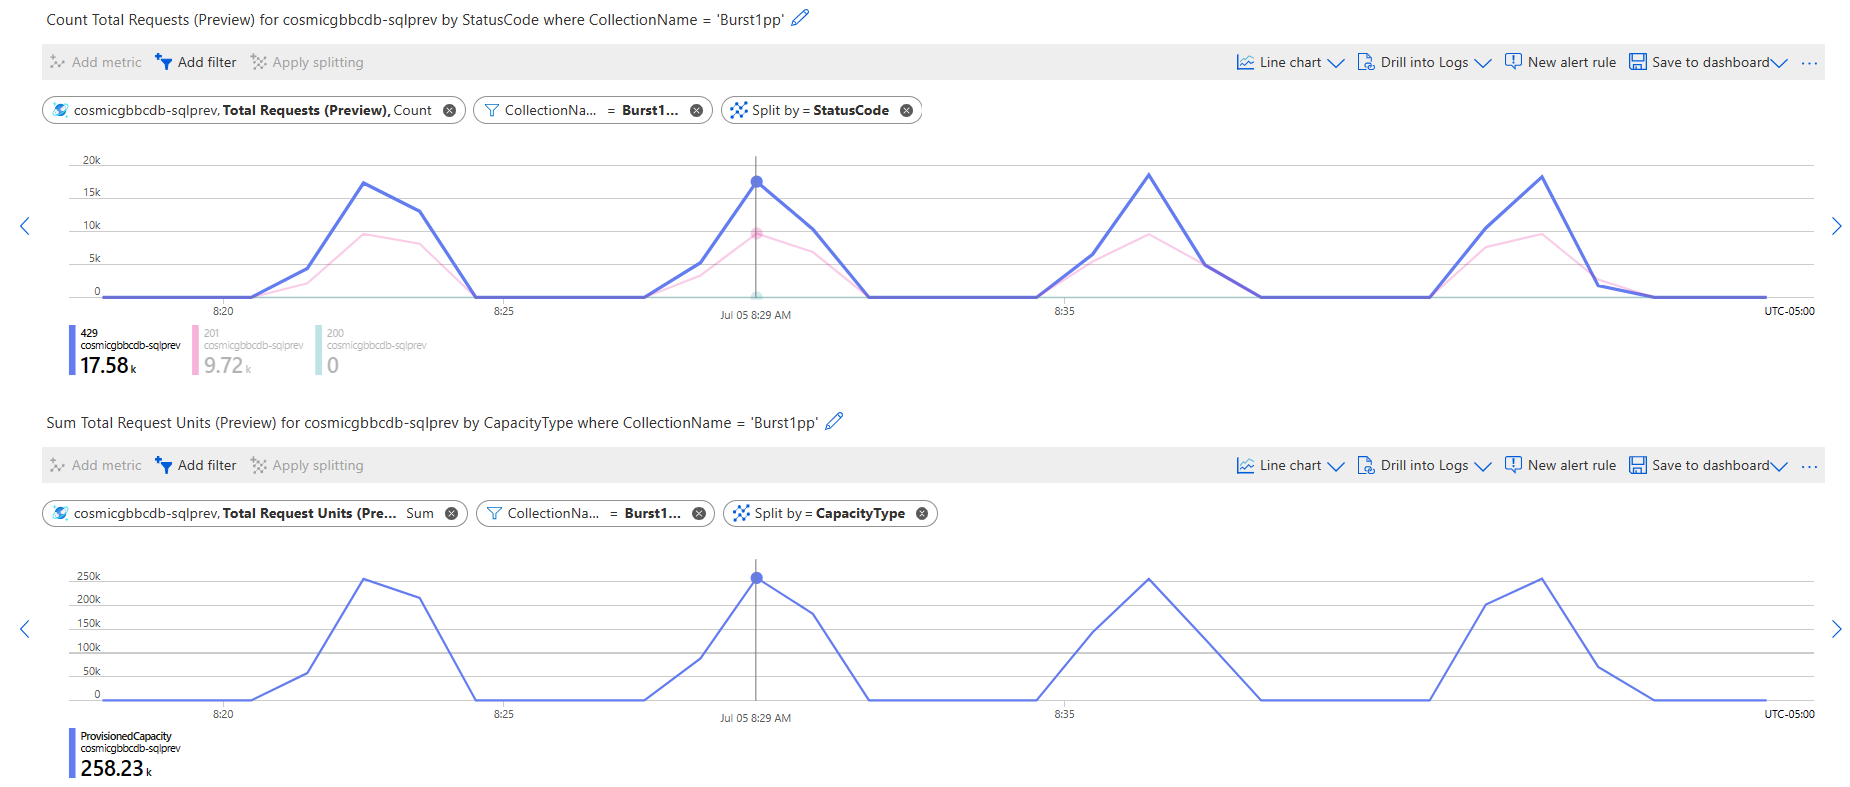 Count Total Requests (Preview) for cosmicgbbcdb-sqlprev by StatusCode where CollectionName = 'Burst1pp'
Add metric Add filter Apply splitting Line chart Drill into Logs New alert rule Save to dashboard ...
cosmicgbbcdb-sqlprev, Total Requests (Preview), Count CollectionNa... = Burst1... Split by = StatusCode
20k
15k
10k
5k
0
8:20 8:25 Jul 05 8:29 AM 8:35 UTC-05:00
429 201 200
cosmicgbbcdb-sqlprev cosmicgbbcdb-sqlprev cosmicgbbcdb-sqlprev
17.58 k 9.72 k 0
Sum Total Request Units (Preview) for cosmicgbbcdb-sqlprev by CapacityType where CollectionName = 'Burst1pp'
Add metric Add filter Apply splitting Line chart Drill into Logs New alert rule Save to dashboard ...
cosmicgbbcdb-sqlprev, Total Request Units (Pre... Sum CollectionNa... = Burst1... Split by = CapacityType
250k
200k
150k
100k
50k
0
8:20 8:25 Jul 05 8:29 AM 8:35 UTC-05:00
ProvisionedCapacity
cosmicgbbcdb-sqlprev
258.23 k